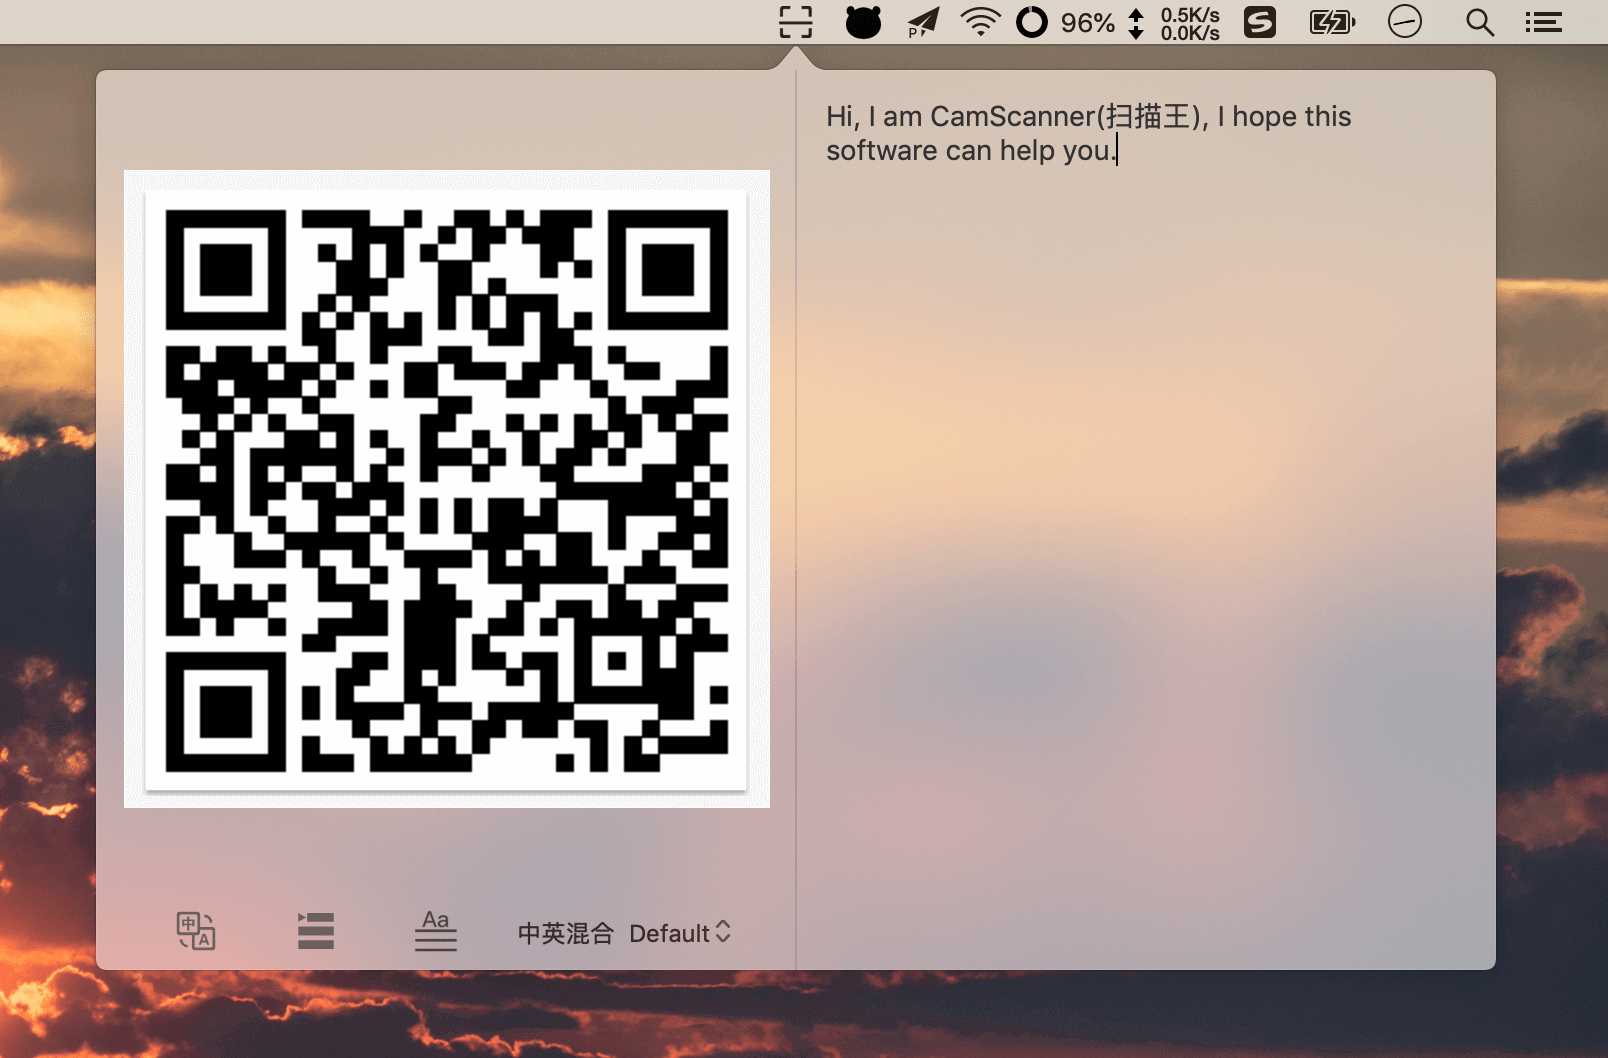 P
96%
0.5K/s
0.0K/s
S
Hi, I am CamScanner(扫描王), I hope this
software can help you.
中
A
Aa
中英混合 Default